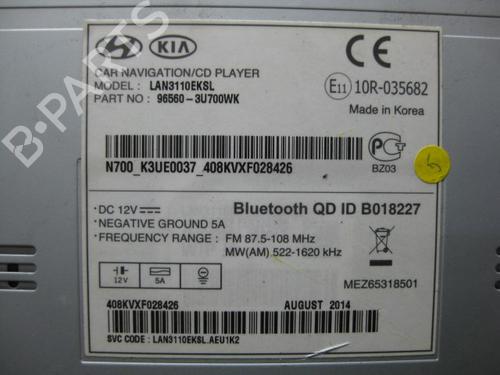 B-PARTS
KIA
CE
CAR NAVIGATION/CD PLAYER
MODEL : LAN3110EKSL
PART NO : 96560-3U700WK
E11 10R-035682
Made in Korea
N700_K3UE0037_408KVXF028426
BZ03
DC 12V
NEGATIVE GROUND 5A
FREQUENCY RANGE : FM 87.5-108 MHz
MW(AM) 522-1620 kHz
Bluetooth QD ID B018227
12V 5A
MEZ65318501
408KVXF028426 AUGUST 2014
SVC CODE : LAN3110EKSL.AEU1K2